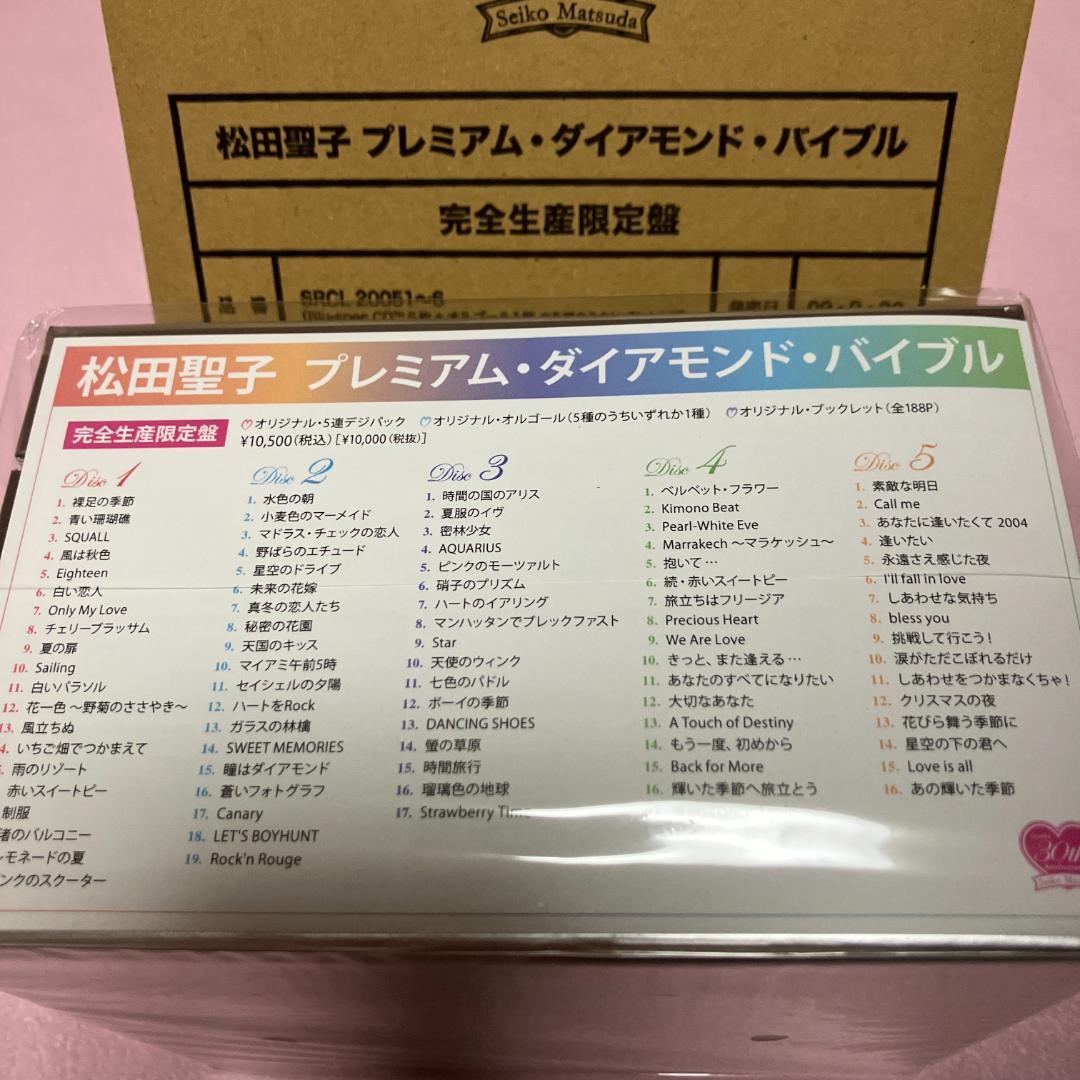 Seiko Matsuda
松田聖子 プレミアム・ダイアモンド・バイブル
完全生産限定盤
品番 SRCL 20051~6
松田聖子 プレミアム・ダイアモンド・バイブル
完全生産限定盤
♡オリジナル・5連デジパック ♡オリジナル・オルゴール(5種のうちいずれか1種) ♡オリジナル・ブックレット(全188P)
¥10,500(税込)[¥10,000(税抜)]
Disc 1
1. 裸足の季節
2. 青い珊瑚礁
3. SQUALL
4. 風は秋色
5. Eighteen
6. 白い恋人
7. Only My Love
8. チェリーブラッサム
9. 夏の扉
10. Sailing
11. 白いパラソル
12. 花一色 〜野菊のささやき〜
13. 風立ちぬ
4. いちご畑でつかまえて
雨のリゾート
赤いスイートピー
制服
渚のバルコニー
レモネードの夏
ンクのスクーター
Disc 2
1. 水色の朝
2. 小麦色のマーメイド
3. マドラス・チェックの恋人
4. 野ばらのエチュード
5. 星空のドライブ
6. 未来の花嫁
7. 真冬の恋人たち
8. 秘密の花園
9. 天国のキッス
10. マイアミ午前5時
11. セイシェルの夕陽
12. ハートをRock
13. ガラスの林檎
14. SWEET MEMORIES
15. 瞳はダイアモンド
16. 蒼いフォトグラフ
17. Canary
18. LET'S BOYHUNT
19. Rock'n Rouge
Disc 3
1. 時間の国のアリス
2. 夏服のイヴ
3. 密林少女
4. AQUARIUS
5. ピンクのモーツァルト
6. 硝子のプリズム
7. ハートのイアリング
8. マンハッタンでブレックファスト
9. Star
10. 天使のウィンク
11. 七色のパドル
12. ボーイの季節
13. DANCING SHOES
14. 螢の草原
15. 時間旅行
16. 瑠璃色の地球
17. Strawberry Time
Disc 4
1. ベルベット・フラワー
2. Kimono Beat
3. Pearl-White Eve
4. Marrakech 〜マラケッシュ〜
5. 抱いて…
6. 続・赤いスイートピー
7. 旅立ちはフリージア
8. Precious Heart
9. We Are Love
10. きっと、また逢える…
11. あなたのすべてになりたい
12. 大切なあなた
13. A Touch of Destiny
14. もう一度、初めから
15. Back for More
16. 輝いた季節へ旅立とう
Disc 5
1. 素敵な明日
2. Call me
3. あなたに逢いたくて 2004
4. 逢いたい
5. 永遠さえ感じた夜
6. I'll fall in love
7. しあわせな気持ち
8. bless you
9. 挑戦して行こう!
10. 涙がただこぼれるだけ
11. しあわせをつかまなくちゃ!
12. クリスマスの夜
13. 花びら舞う季節に
14. 星空の下の君へ
15. Love is all
16. あの輝いた季節
30th
Seiko Matsuda